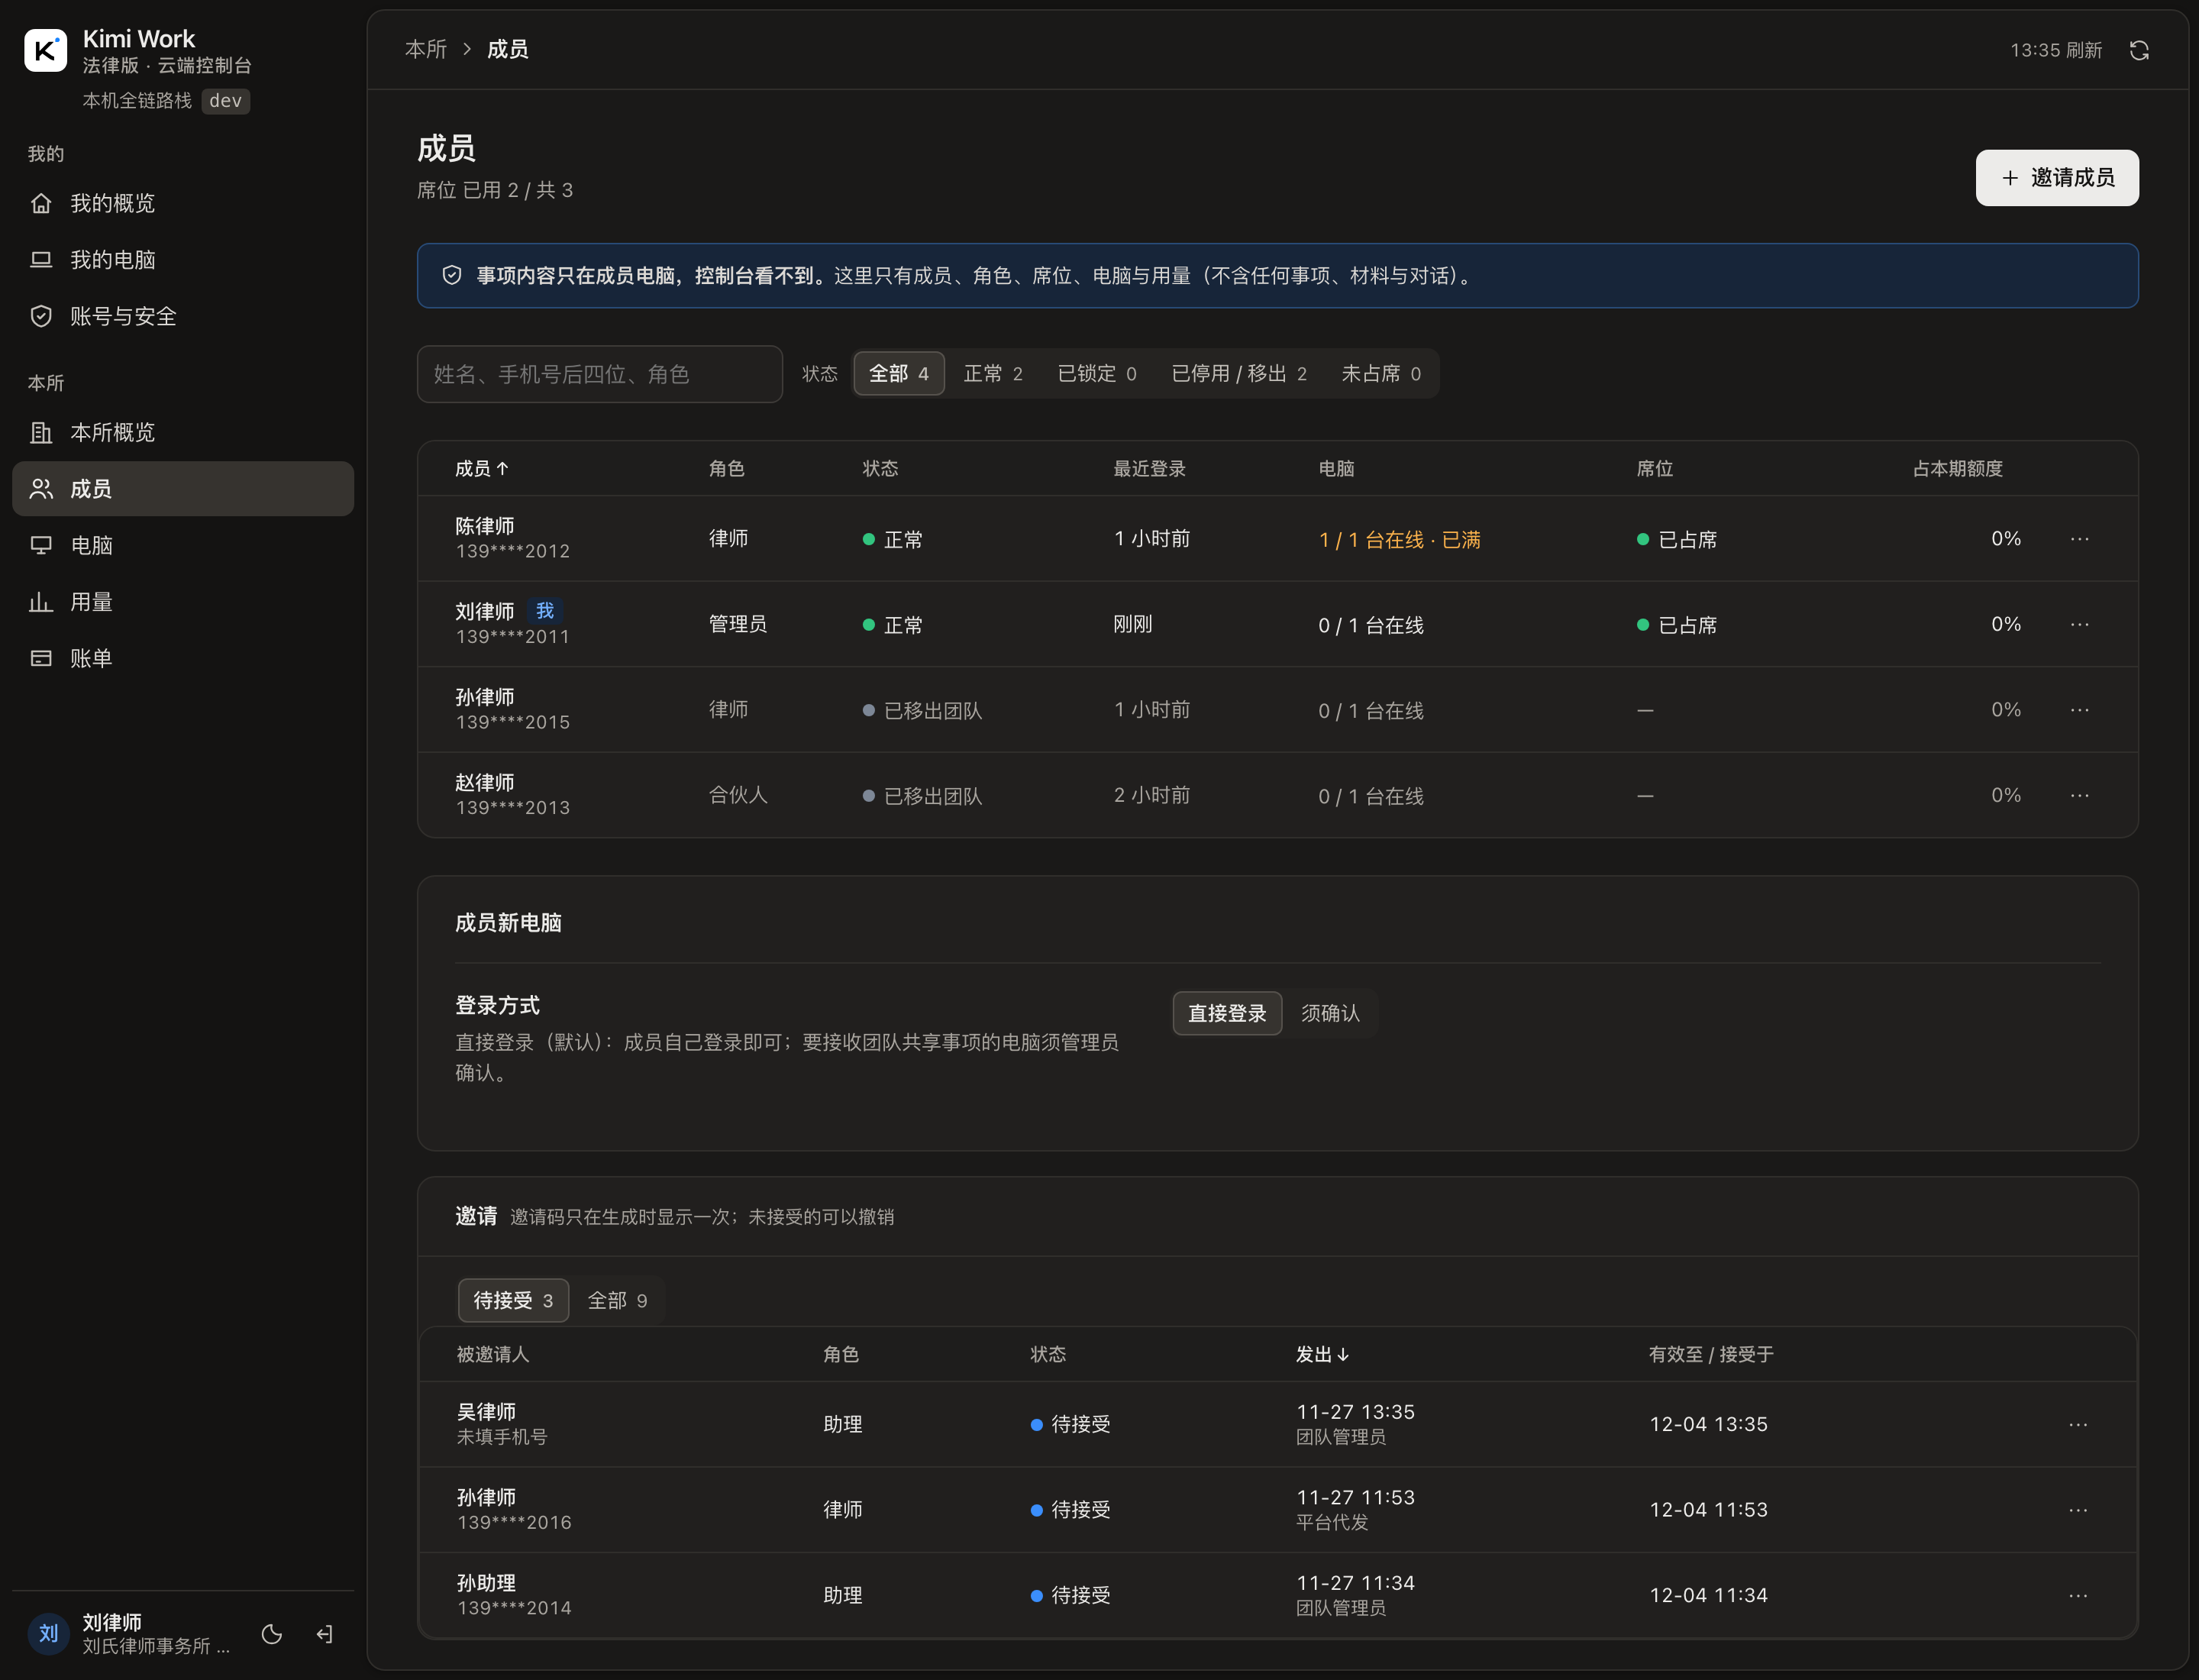 Kimi Work
法律版 · 云端控制台
本机全链路栈 dev
我的
我的概览
我的电脑
账号与安全
本所
本所概览
成员
电脑
用量
账单
刘
刘律师
刘氏律师事务所 ...
本所 > 成员
13:35 刷新
成员
席位 已用 2 / 共 3
+ 邀请成员
事项内容只在成员电脑，控制台看不到。这里只有成员、角色、席位、电脑与用量（不含任何事项、材料与对话）。
姓名、手机号后四位、角色
状态 全部 4 正常 2 已锁定 0 已停用 / 移出 2 未占席 0
成员 ↑ 角色 状态 最近登录 电脑 席位 占本期额度
陈律师
139****2012
律师 正常 1 小时前 1 / 1 台在线 · 已满 已占席 0% ...
刘律师 我
139****2011
管理员 正常 刚刚 0 / 1 台在线 已占席 0% ...
孙律师
139****2015
律师 已移出团队 1 小时前 0 / 1 台在线 — 0% ...
赵律师
139****2013
合伙人 已移出团队 2 小时前 0 / 1 台在线 — 0% ...
成员新电脑
登录方式
直接登录（默认）：成员自己登录即可；要接收团队共享事项的电脑须管理员
确认。
直接登录 须确认
邀请 邀请码只在生成时显示一次；未接受的可以撤销
待接受 3 全部 9
被邀请人 角色 状态 发出 ↓ 有效至 / 接受于
吴律师
未填手机号
助理 待接受
11-27 13:35
团队管理员
12-04 13:35 ...
孙律师
139****2016
律师 待接受
11-27 11:53
平台代发
12-04 11:53 ...
孙助理
139****2014
助理 待接受
11-27 11:34
团队管理员
12-04 11:34 ...